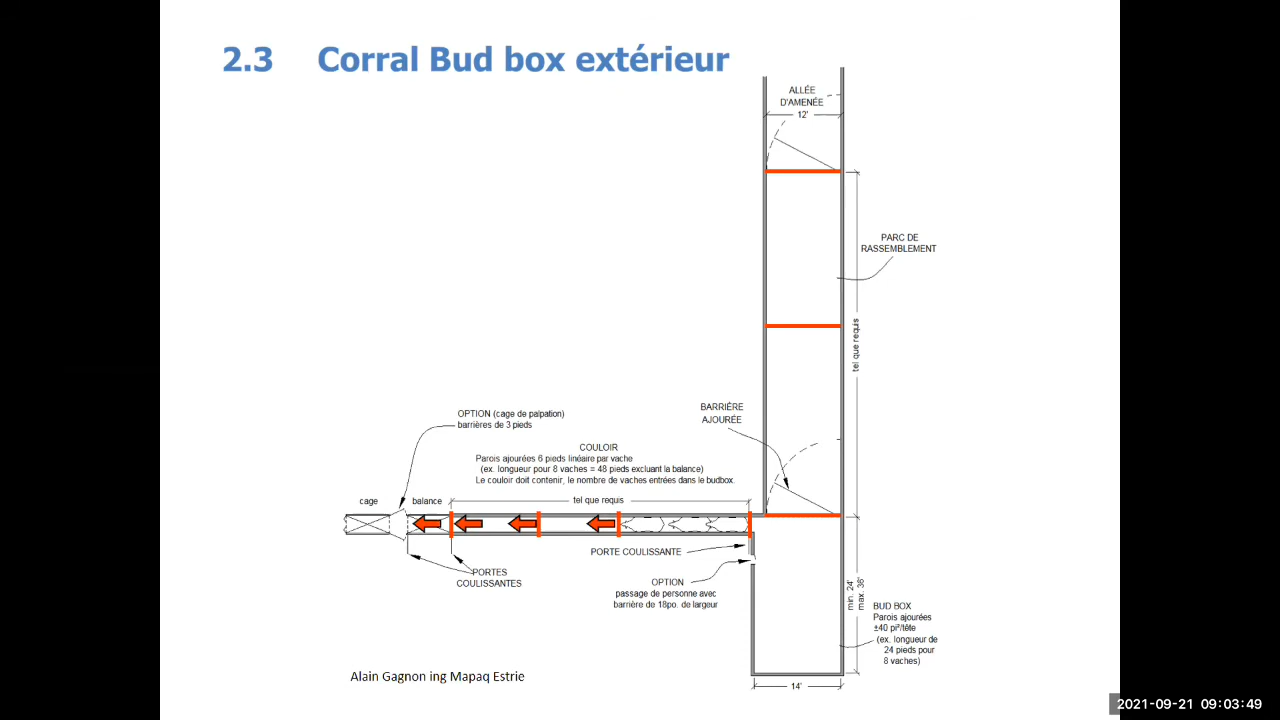 2.3 Corral Bud box extérieur
ALLÉE
D'AMENÉE
12'
PARC DE
RASSEMBLEMENT
tel que requis
BARRIÈRE
AJOURÉE
OPTION (cage de palpation)
barrières de 3 pieds
COULOIR
Parois ajourées 6 pieds linéaire par vache
(ex. longueur pour 8 vaches = 48 pieds excluant la balance)
Le couloir doit contenir, le nombre de vaches entrées dans le budbox.
cage
balance
tel que requis
PORTE COULISSANTE
PORTES
COULISSANTES
OPTION
passage de personne avec
barrière de 18po. de largeur
min. 24'
max. 36'
BUD BOX
Parois ajourées
±40 pi²/tête
(ex. longueur de
24 pieds pour
8 vaches)
14'
Alain Gagnon ing Mapaq Estrie
2021-09-21 09:03:49